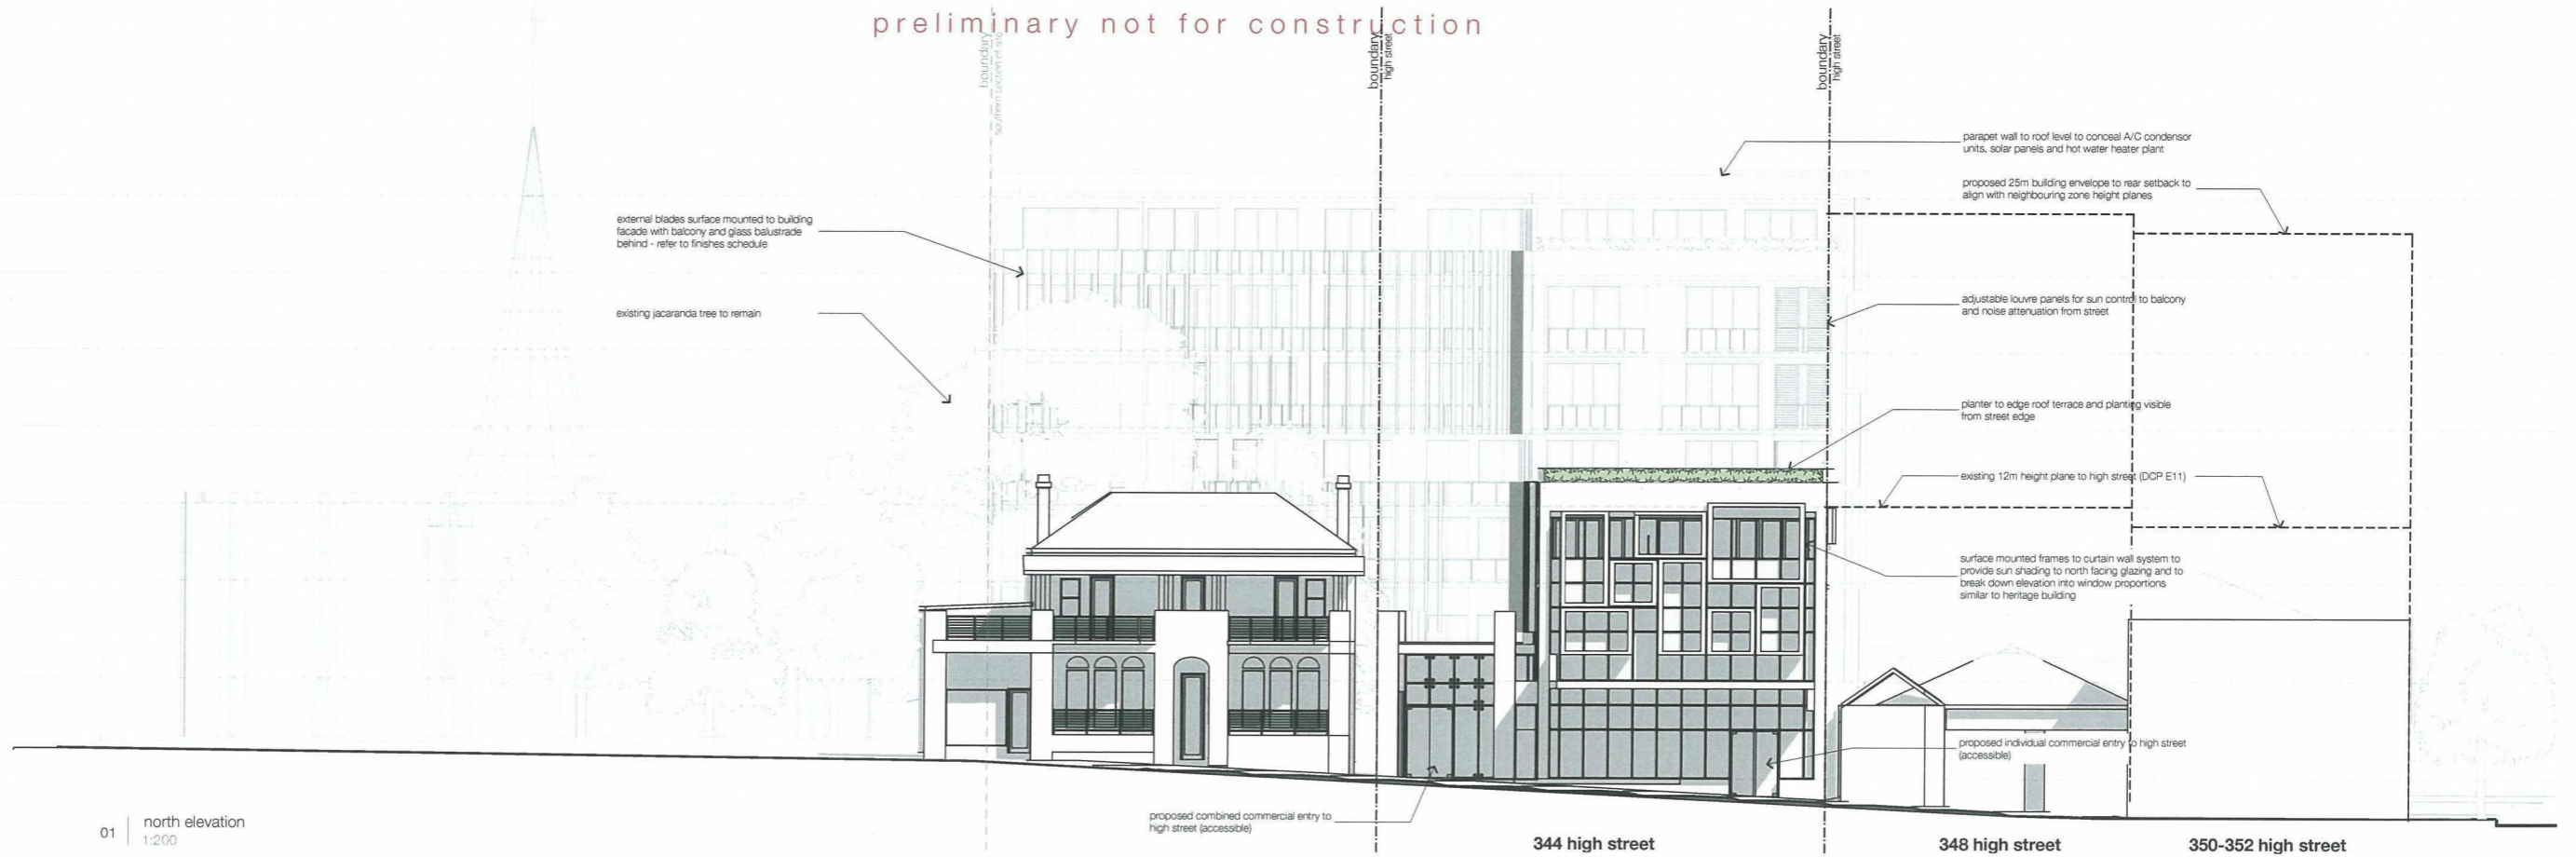 preliminary not for construction
boundary
southern section of site
boundary
high street
boundary
high street
external blades surface mounted to building
facade with balcony and glass balustrade
behind - refer to finishes schedule
existing jacaranda tree to remain
parapet wall to roof level to conceal A/C condensor
units, solar panels and hot water heater plant
proposed 25m building envelope to rear setback to
align with neighbouring zone height planes
adjustable louvre panels for sun control to balcony
and noise attenuation from street
planter to edge roof terrace and planting visible
from street edge
existing 12m height plane to high street (DCP E11)
surface mounted frames to curtain wall system to
provide sun shading to north facing glazing and to
break down elevation into window proportions
similar to heritage building
proposed individual commercial entry to high street
(accessible)
proposed combined commercial entry to
high street (accessible)
01
north elevation
1:200
344 high street
348 high street
350-352 high street